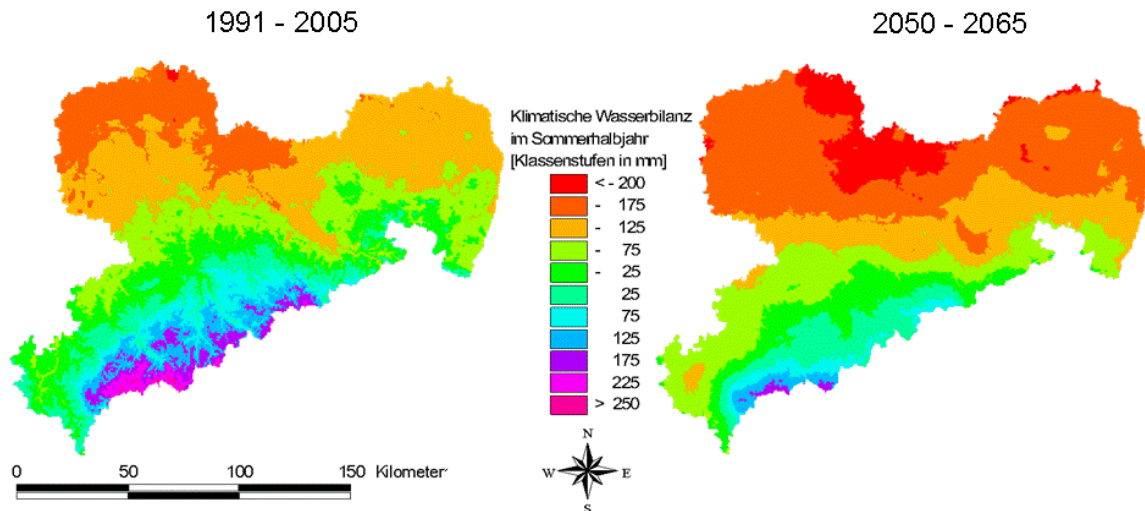 1991 - 2005
2050 - 2065
Klimatische Wasserbilanz
im Sommerhalbjahr
[Klassenstufen in mm]
< - 200
- 175
- 125
- 75
- 25
25
75
125
175
225
> 250
0 50 100 150 Kilometer
N
W E
S